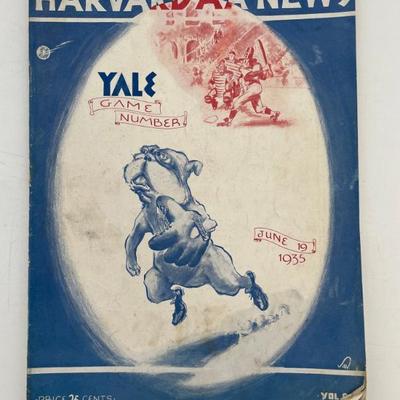 HARVARD A.A. NEWS
YALE
GAME
NUMBER
JUNE 19
1935
PRICE 25 CENTS.
VOL.